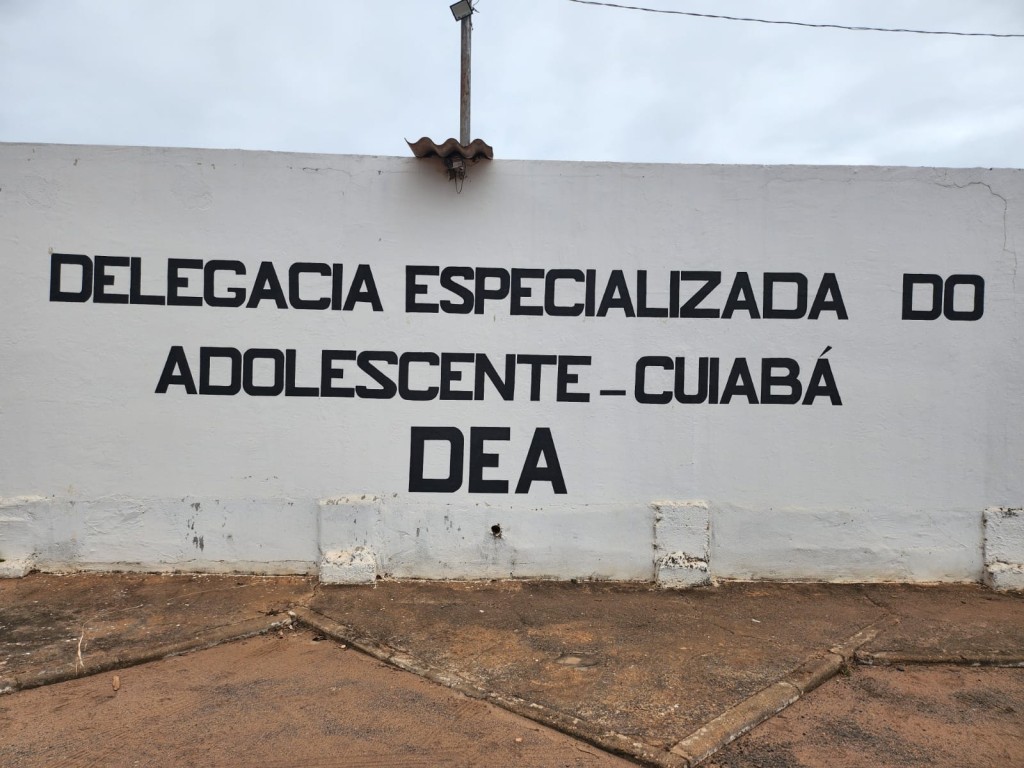 DELEGACIA ESPECIALIZADA DO
ADOLESCENTE - CUIABÁ
DEA